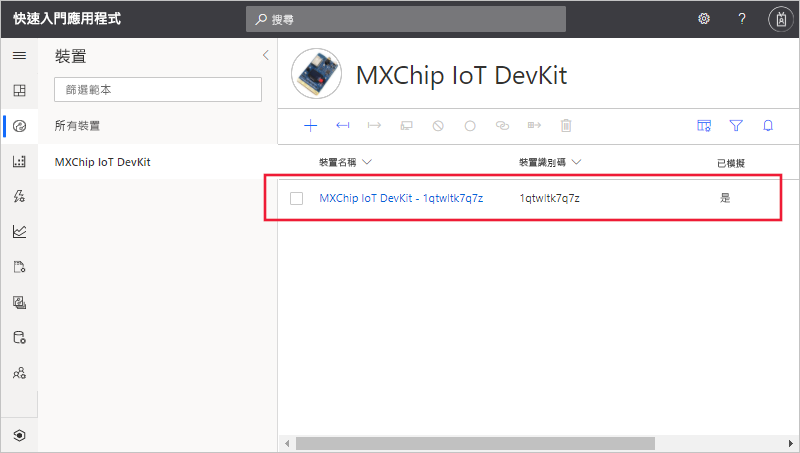 快速入門應用程式
搜尋
?
裝置
篩選範本
所有裝置
MXChip IoT DevKit
MXChip IoT DevKit
裝置名稱 裝置識別碼 已模擬
MXChip IoT DevKit - 1qtwltk7q7z 1qtwltk7q7z 是